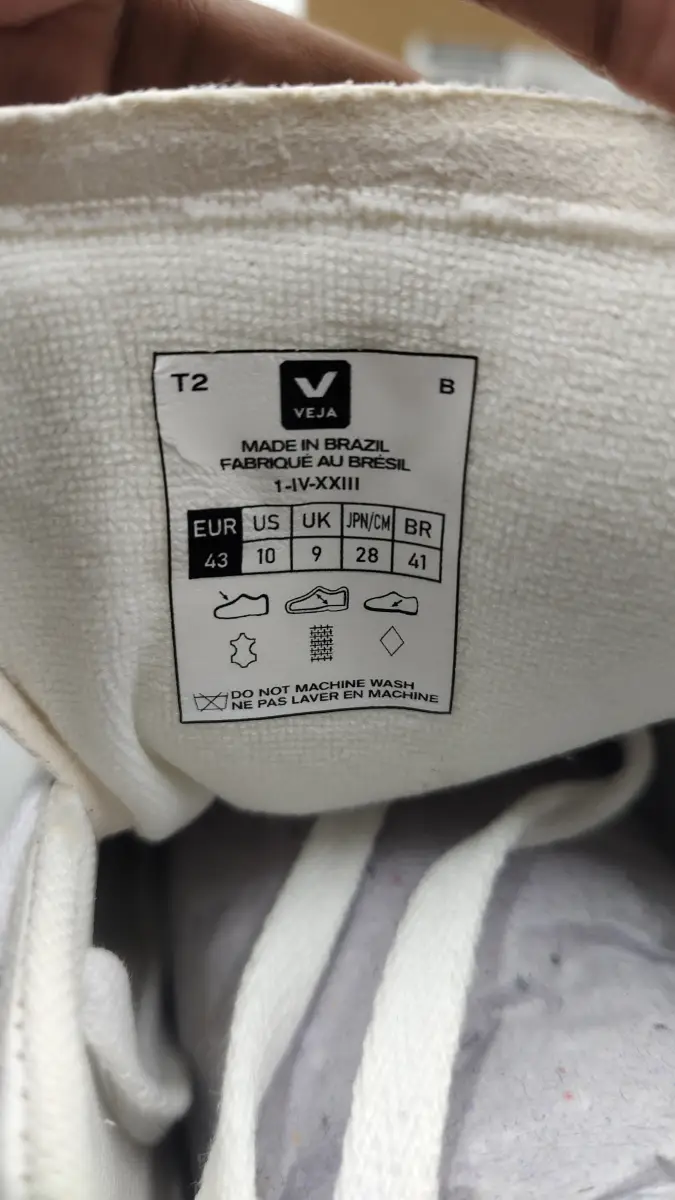 T2
B
VEJA
MADE IN BRAZIL
FABRIQUÉ AU BRÉSIL
1-IV-XXIII
EUR US UK JPN/CM BR
43 10 9 28 41
DO NOT MACHINE WASH
NE PAS LAVER EN MACHINE